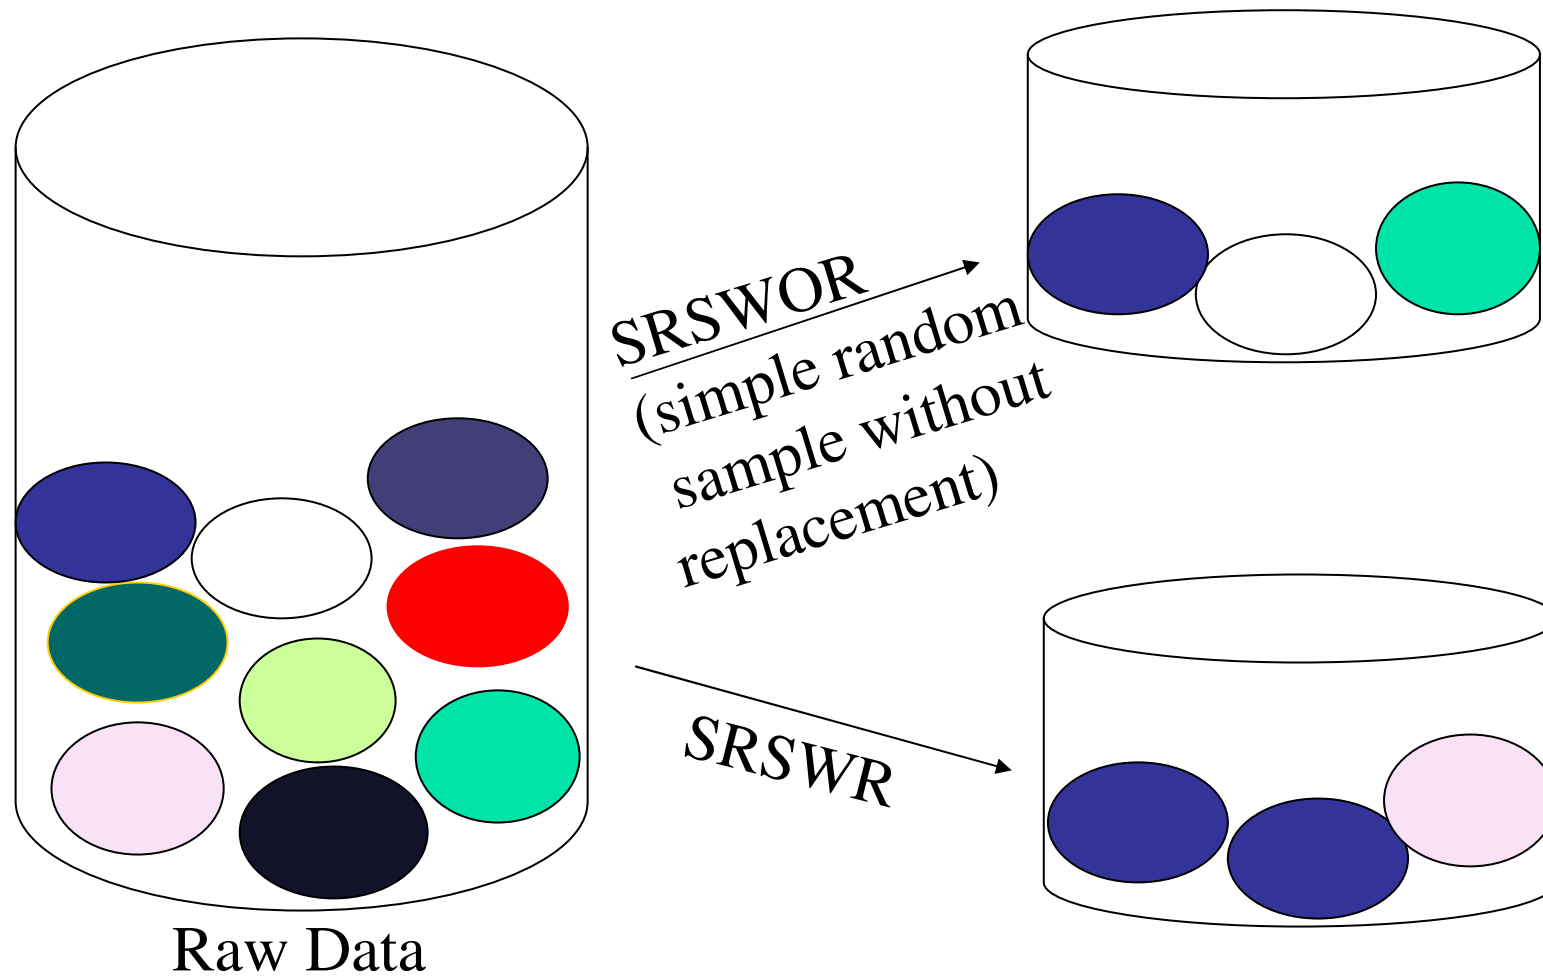 SRSWOR
(simple random
sample without
replacement)
SRSWR
Raw Data